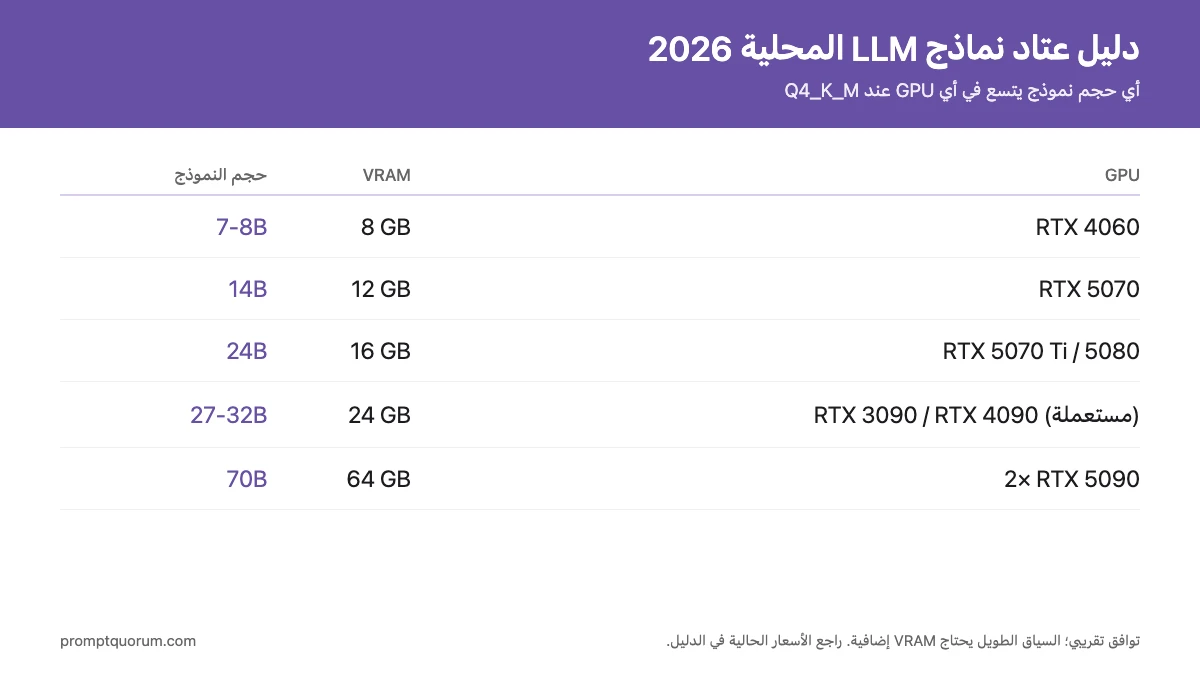 دليل عتاد نماذج LLM المحلية 2026
أي حجم نموذج يتسع في أي GPU عند Q4_K_M
GPU VRAM حجم النموذج
RTX 4060 8 GB 7-8B
RTX 5070 12 GB 14B
RTX 5070 Ti / 5080 16 GB 24B
RTX 3090 / RTX 4090 (مستعملة) 24 GB 27-32B
2× RTX 5090 64 GB 70B
توافق تقريبي؛ السياق الطويل يحتاج VRAM إضافية. راجع الأسعار الحالية في الدليل.
promptquorum.com